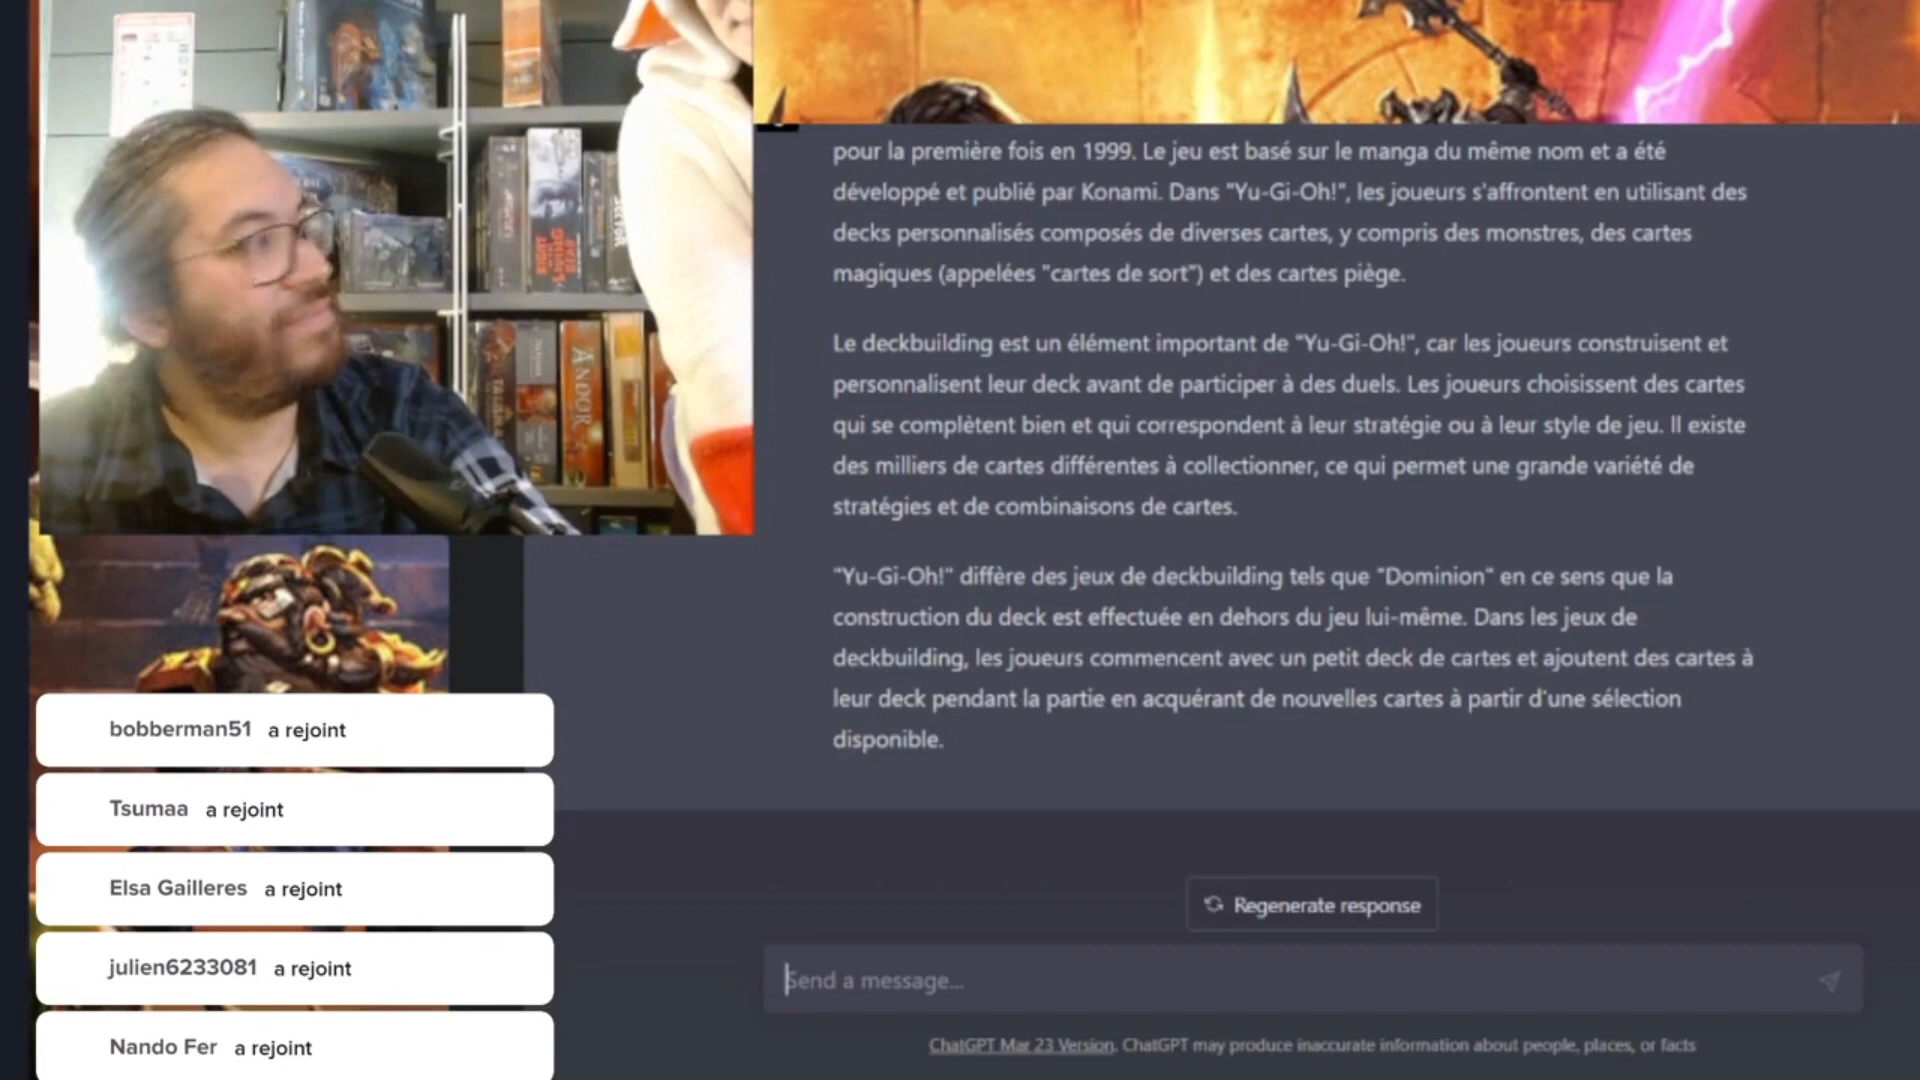 pour la première fois en 1999. Le jeu est basé sur le manga du même nom et a été
développé et publié par Konami. Dans "Yu-Gi-Oh!", les joueurs s'affrontent en utilisant des
decks personnalisés composés de diverses cartes, y compris des monstres, des cartes
magiques (appelées "cartes de sort") et des cartes piège.
Le deckbuilding est un élément important de "Yu-Gi-Oh!", car les joueurs construisent et
personnalisent leur deck avant de participer à des duels. Les joueurs choisissent des cartes
qui se complètent bien et qui correspondent à leur stratégie ou à leur style de jeu. Il existe
des milliers de cartes différentes à collectionner, ce qui permet une grande variété de
stratégies et de combinaisons de cartes.
"Yu-Gi-Oh!" diffère des jeux de deckbuilding tels que "Dominion" en ce sens que la
construction du deck est effectuée en dehors du jeu lui-même. Dans les jeux de
deckbuilding, les joueurs commencent avec un petit deck de cartes et ajoutent des cartes à
leur deck pendant la partie en acquérant de nouvelles cartes à partir d'une sélection
disponible.
Regenerate response
Send a message...
ChatGPT Mar 23 Version. ChatGPT may produce inaccurate information about people, places, or facts
ANDOR
bobberman51 a rejoint
Tsumaa a rejoint
Elsa Gailleres a rejoint
julien6233081 a rejoint
Nando Fer a rejoint